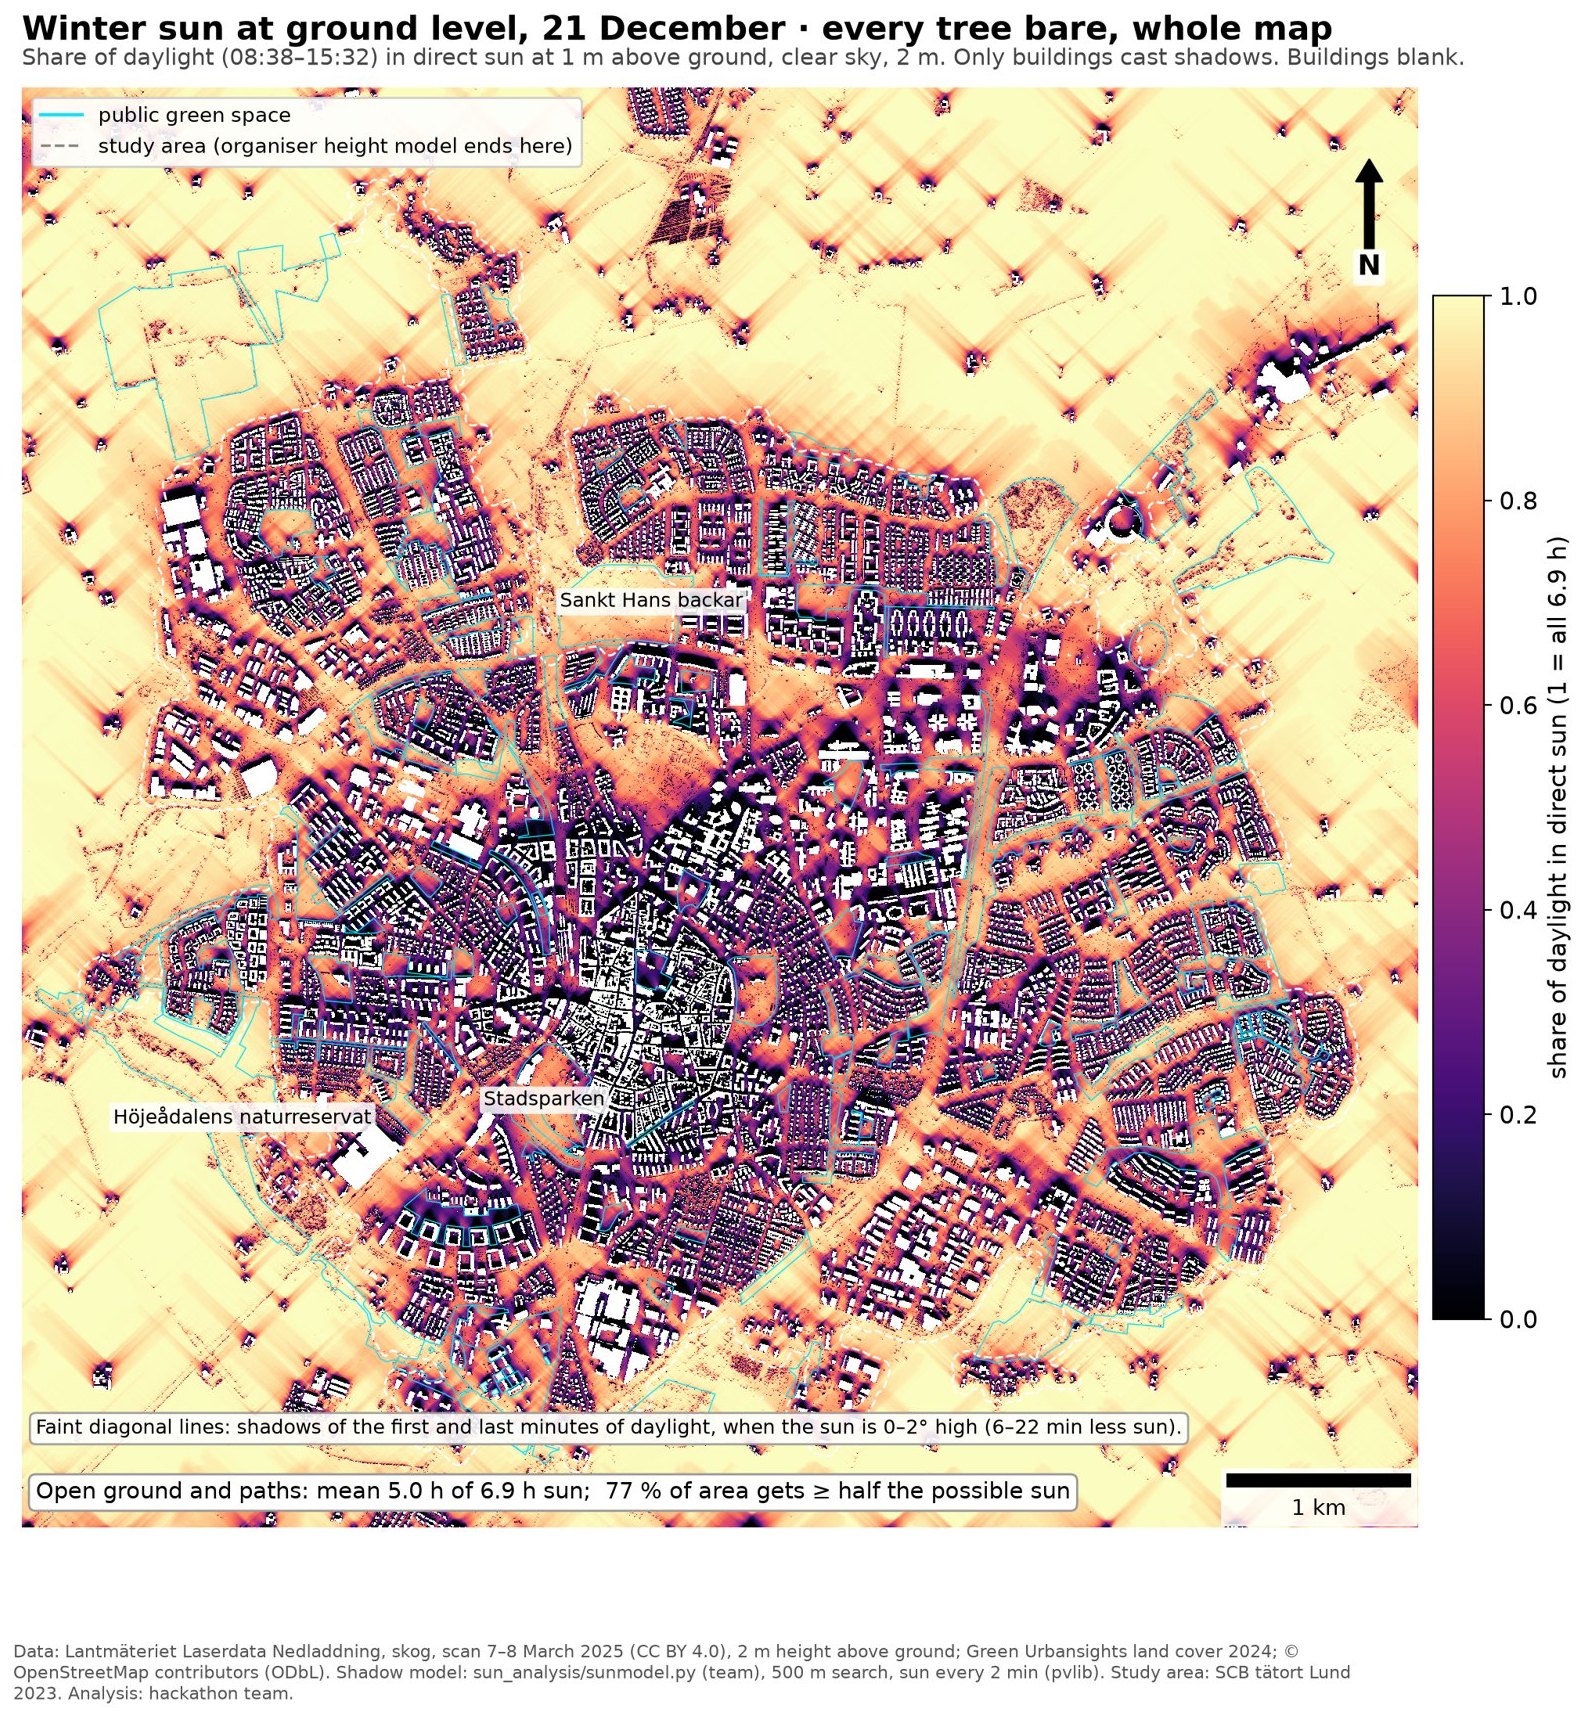 Winter sun at ground level, 21 December · every tree bare, whole map
Share of daylight (08:38–15:32) in direct sun at 1 m above ground, clear sky, 2 m. Only buildings cast shadows. Buildings blank.
public green space
study area (organiser height model ends here)
N
1.0
0.8
0.6
0.4
0.2
0.0
share of daylight in direct sun (1 = all 6.9 h)
Sankt Hans backar
Stadsparken
Höjeådalens naturreservat
Faint diagonal lines: shadows of the first and last minutes of daylight, when the sun is 0–2° high (6–22 min less sun).
Open ground and paths: mean 5.0 h of 6.9 h sun; 77 % of area gets ≥ half the possible sun
1 km
Data: Lantmäteriet Laserdata Nedladdning, skog, scan 7–8 March 2025 (CC BY 4.0), 2 m height above ground; Green Urbansights land cover 2024; ©
OpenStreetMap contributors (ODbL). Shadow model: sun_analysis/sunmodel.py (team), 500 m search, sun every 2 min (pvlib). Study area: SCB tätort Lund
2023. Analysis: hackathon team.